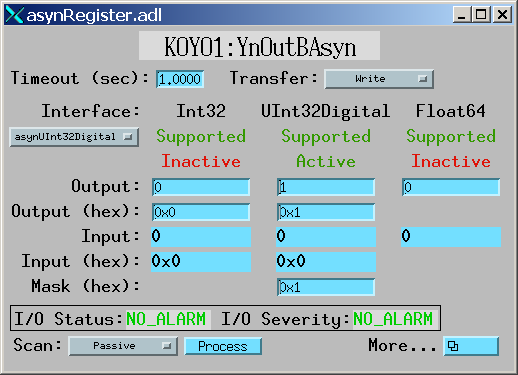 asynRegister.adl
KOYO1:YnOutBAsyn
Timeout (sec): 1.0000 Transfer: Write
Interface: Int32 UInt32Digital Float64
asynUInt32Digital Supported Supported Supported
Inactive Active Inactive
Output: 0 1 0
Output (hex): 0x0 0x1
Input: 0 0 0
Input (hex): 0x0 0x0
Mask (hex): 0x1
I/O Status: NO_ALARM I/O Severity: NO_ALARM
Scan: Passive Process More...